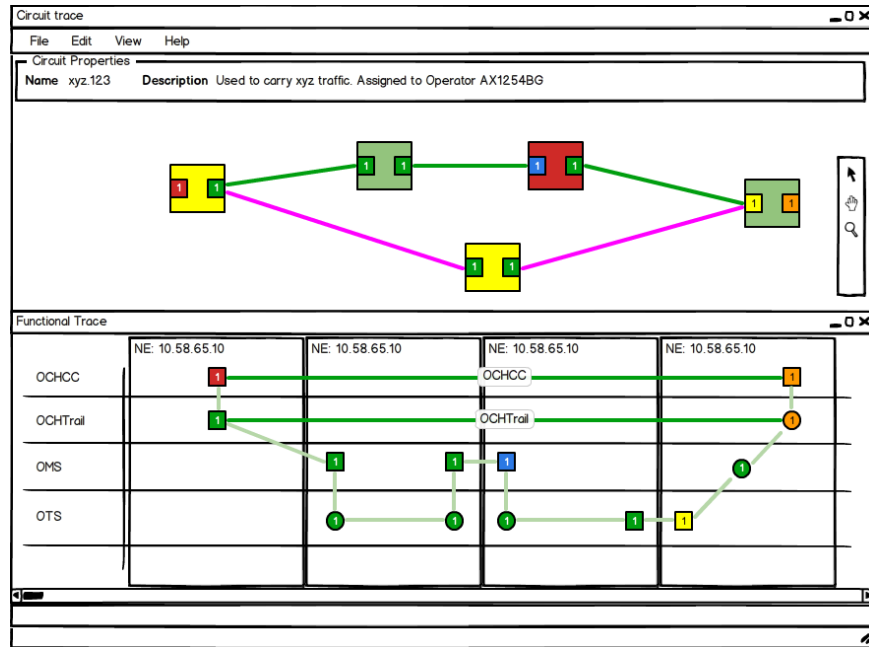 Circuit trace
File Edit View Help
Circuit Properties
Name xyz.123 Description Used to carry xyz traffic. Assigned to Operator AX1254BG
1 1 1 1
1 1 1 1
1 1
Functional Trace
NE: 10.58.65.10 NE: 10.58.65.10 NE: 10.58.65.10 NE: 10.58.65.10
OCHCC 1 OCHCC 1
OCHTrail 1 OCHTrail 1
OMS 1 1 1 1
OTS 1 1 1 1 1